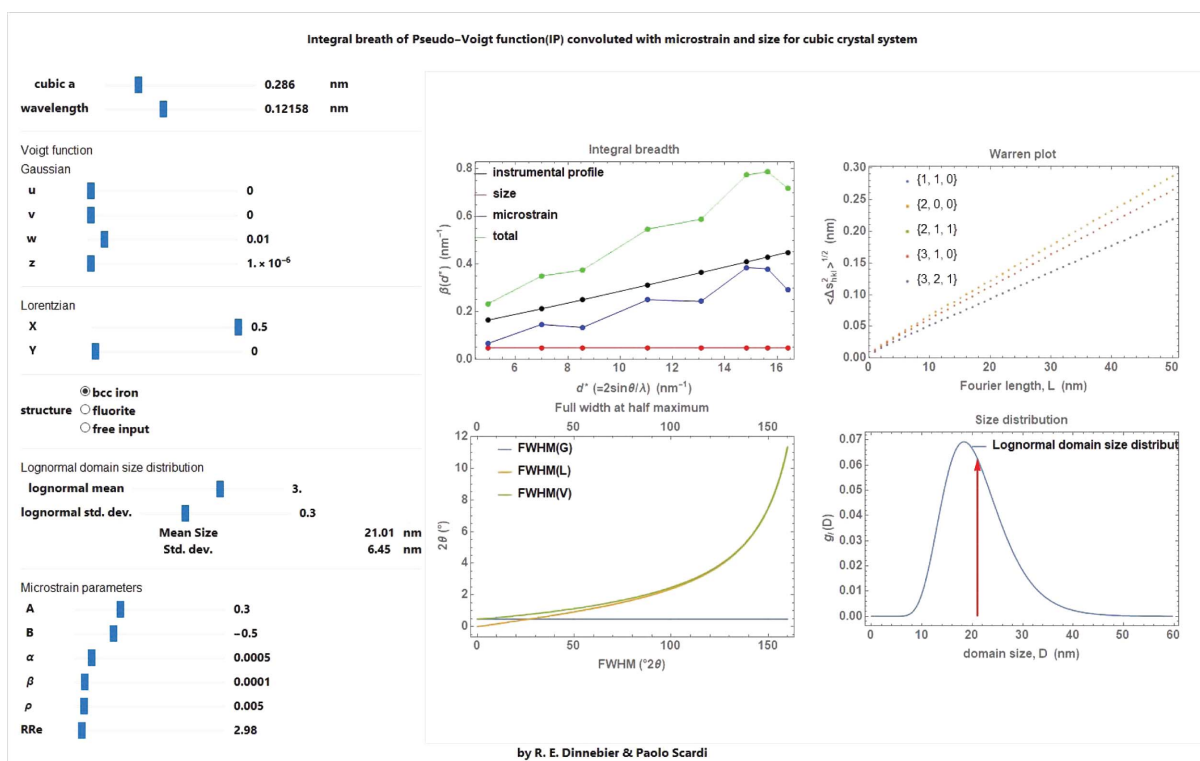 Integral breath of Pseudo–Voigt function(IP) convoluted with microstrain and size for cubic crystal system
cubic a 0.286 nm
wavelength 0.12158 nm
Voigt function
Gaussian
u 0
v 0
w 0.01
z 1. × 10⁻⁶
Lorentzian
X 0.5
Y 0
structure
bcc iron
fluorite
free input
Lognormal domain size distribution
lognormal mean 3.
lognormal std. dev. 0.3
Mean Size 21.01 nm
Std. dev. 6.45 nm
Microstrain parameters
A 0.3
B −0.5
α 0.0005
β 0.0001
ρ 0.005
RRe 2.98
Integral breadth
instrumental profile
size
microstrain
total
0.8
0.6
0.4
0.2
0.0
β(d*) (nm⁻¹)
6 8 10 12 14 16
d* (=2sinθ/λ) (nm⁻¹)
Warren plot
{1, 1, 0}
{2, 0, 0}
{2, 1, 1}
{3, 1, 0}
{3, 2, 1}
0.30
0.25
0.20
0.15
0.10
0.05
0.00
<Δs²hkl>^1/2 (nm)
0 10 20 30 40 50
Fourier length, L (nm)
Full width at half maximum
0 50 100 150
FWHM(G)
FWHM(L)
FWHM(V)
12
10
8
6
4
2
0
2θ (°)
0 50 100 150
FWHM (°2θ)
Size distribution
Lognormal domain size distribut
0.07
0.06
0.05
0.04
0.03
0.02
0.01
0.00
gl(D)
0 10 20 30 40 50 60
domain size, D (nm)
by R. E. Dinnebier & Paolo Scardi